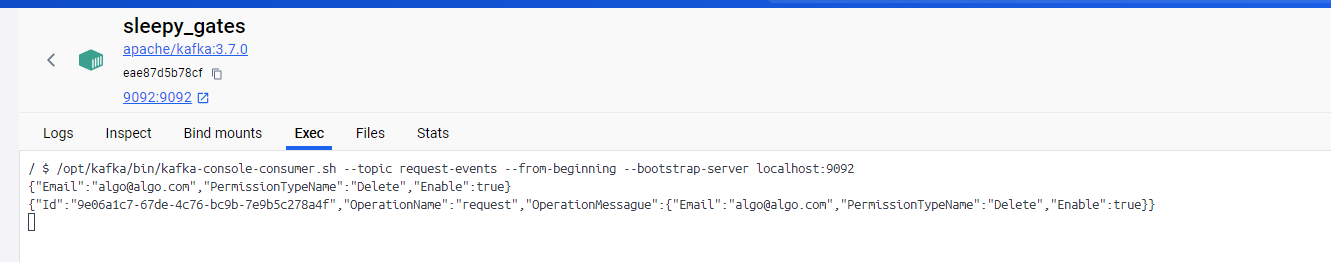 sleepy_gates
apache/kafka:3.7.0
eae87d5b78cf
9092:9092
Logs Inspect Bind mounts Exec Files Stats
/ $ /opt/kafka/bin/kafka-console-consumer.sh --topic request-events --from-beginning --bootstrap-server localhost:9092
{"Email":"algo@algo.com","PermissionTypeName":"Delete","Enable":true}
{"Id":"9e06a1c7-67de-4c76-bc9b-7e9b5c278a4f","OperationName":"request","OperationMessague":{"Email":"algo@algo.com","PermissionTypeName":"Delete","Enable":true}}